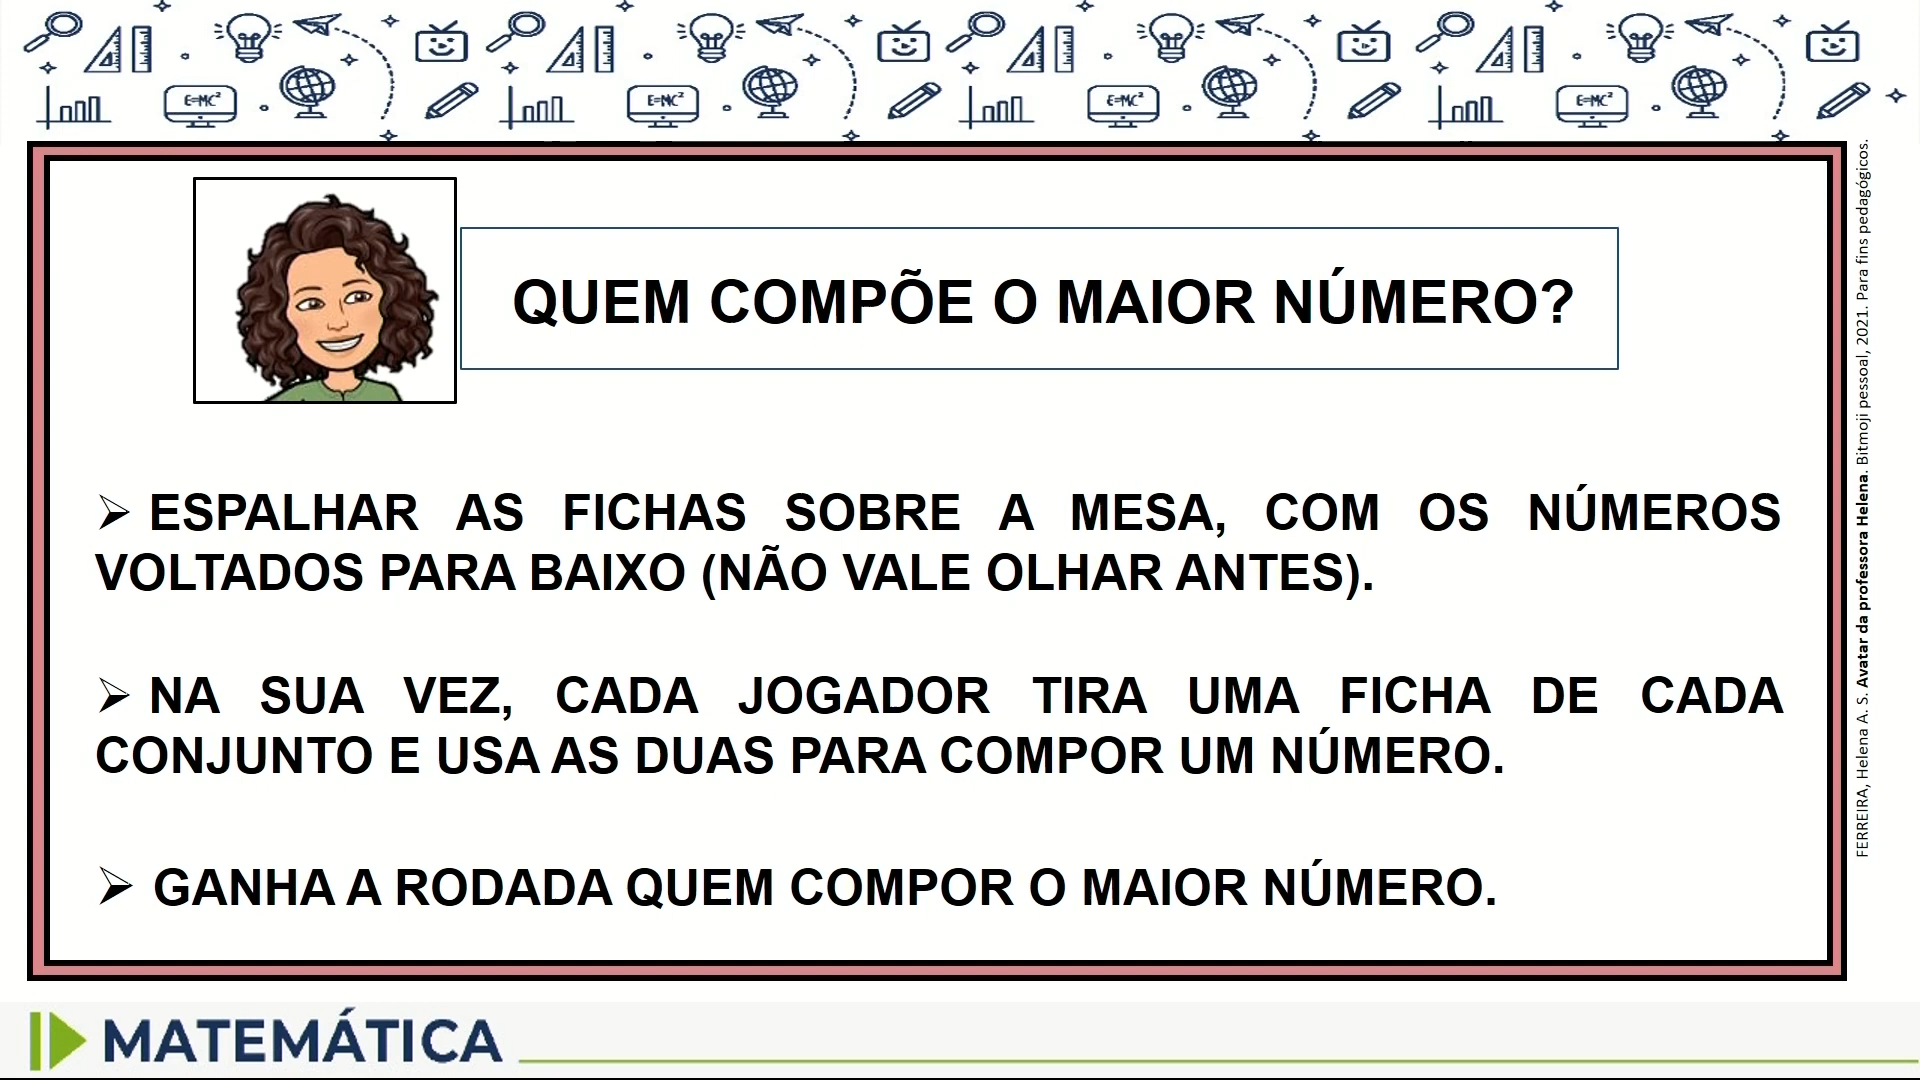 E=MC²
E=MC²
E=MC²
E=MC²
QUEM COMPÕE O MAIOR NÚMERO?
➢ ESPALHAR AS FICHAS SOBRE A MESA, COM OS NÚMEROS
VOLTADOS PARA BAIXO (NÃO VALE OLHAR ANTES).
➢ NA SUA VEZ, CADA JOGADOR TIRA UMA FICHA DE CADA
CONJUNTO E USA AS DUAS PARA COMPOR UM NÚMERO.
➢ GANHA A RODADA QUEM COMPOR O MAIOR NÚMERO.
FERREIRA, Helena A. S. Avatar da professora Helena. Bitmoji pessoal, 2021. Para fins pedagógicos.
MATEMÁTICA